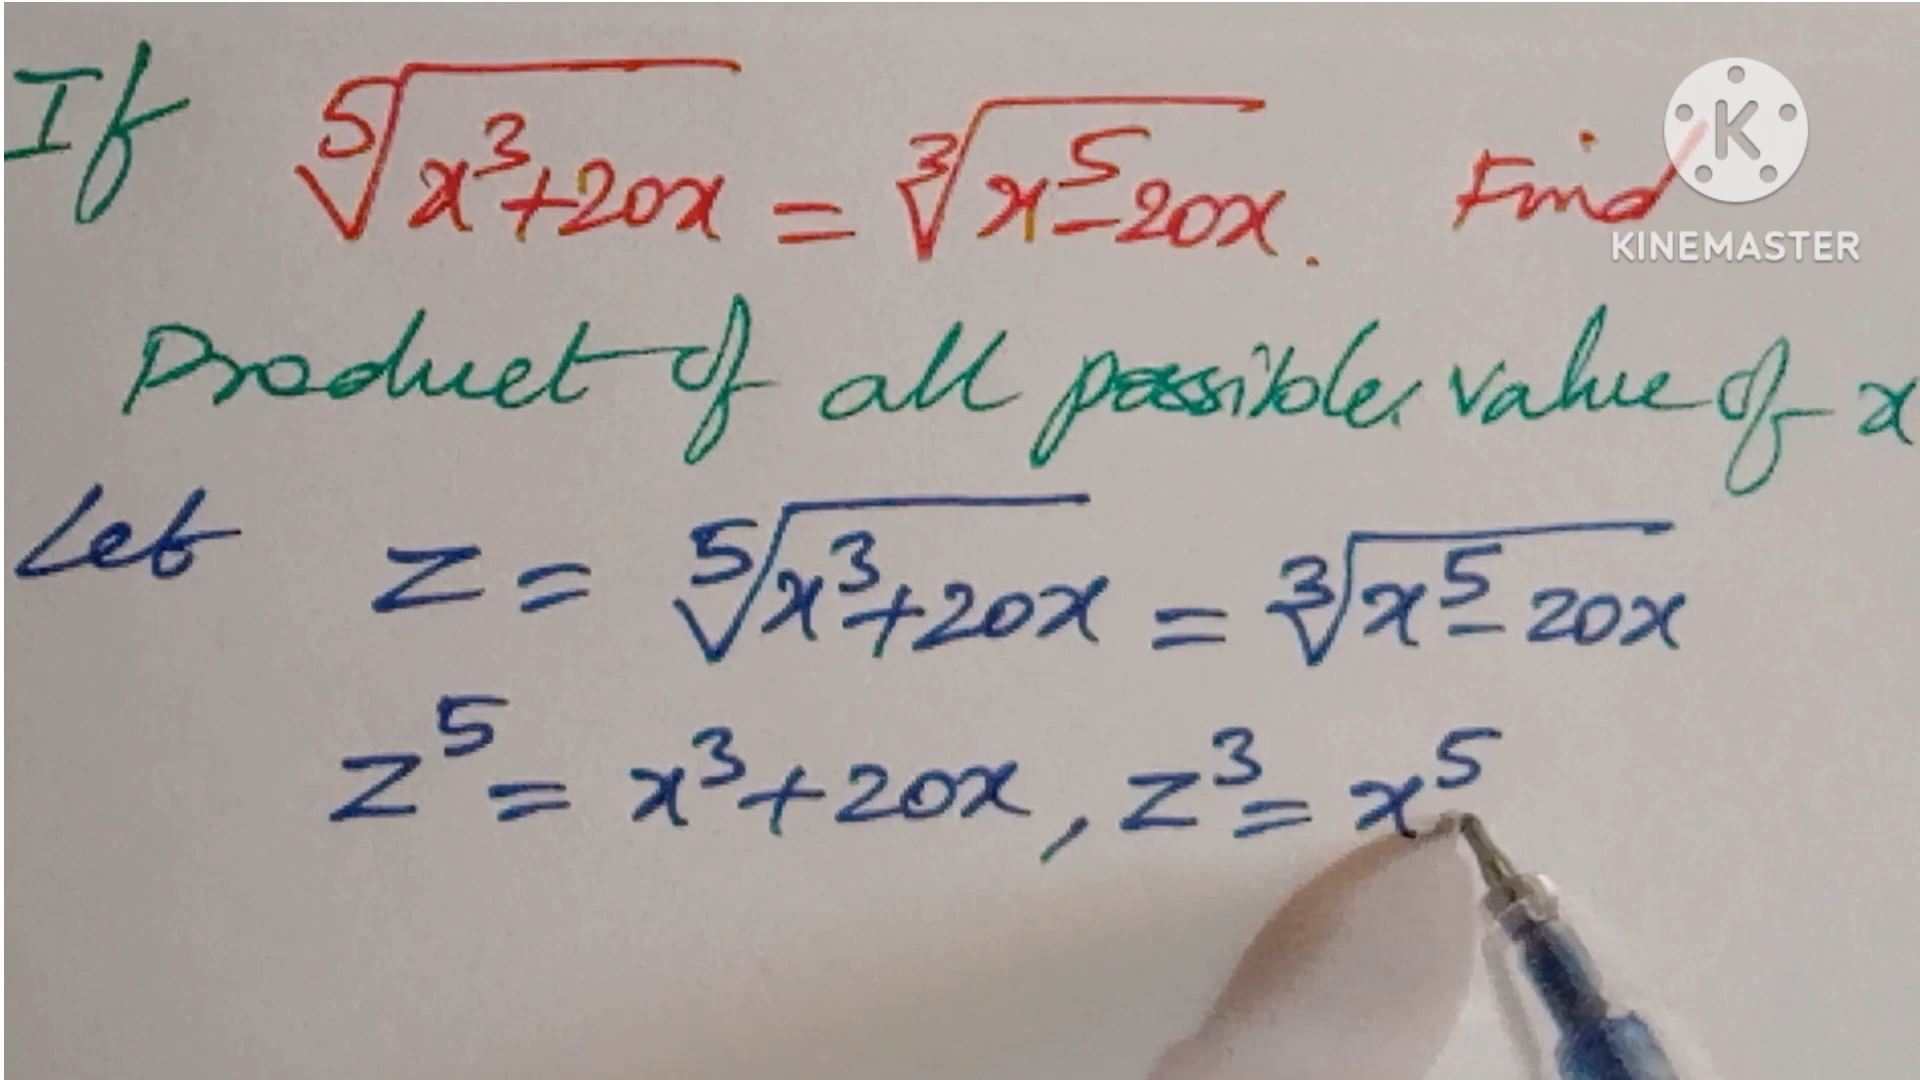 If ⁵√(x³+20x) = ³√(x⁵-20x). Find
Product of all possible value of x
Let z = ⁵√(x³+20x) = ³√(x⁵-20x)
z⁵ = x³+20x, z³ = x⁵
K
KINEMASTER